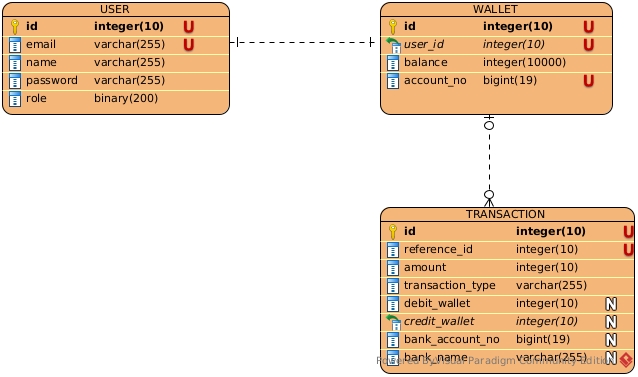 USER
id integer(10) U
email varchar(255) U
name varchar(255)
password varchar(255)
role binary(200)
WALLET
id integer(10) U
user_id integer(10) U
balance integer(10000)
account_no bigint(19) U
TRANSACTION
id integer(10) U
reference_id integer(10) U
amount integer(10)
transaction_type varchar(255)
debit_wallet integer(10) N
credit_wallet integer(10) N
bank_account_no bigint(19) N
bank_name varchar(255) N
Powered By Visual Paradigm Community Edition